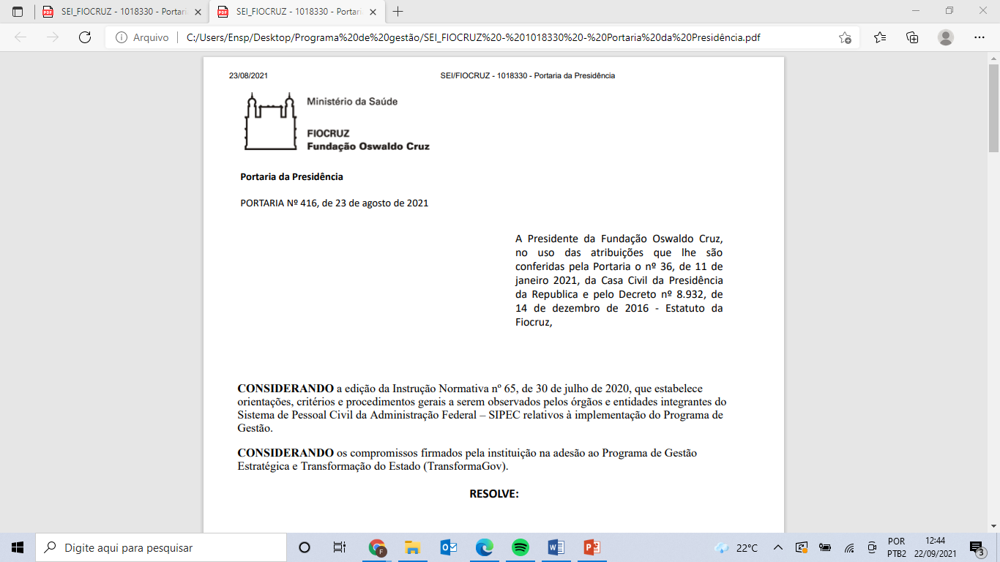 SEI_FIOCRUZ - 1018330 - Portari
SEI_FIOCRUZ - 1018330 - Portari
Arquivo
C:/Users/Ensp/Desktop/Programa%20de%20gestão/SEI_FIOCRUZ%20-%201018330%20-%20Portaria%20da%20Presidência.pdf
23/08/2021
SEI/FIOCRUZ - 1018330 - Portaria da Presidência
Ministério da Saúde
FIOCRUZ
Fundação Oswaldo Cruz
Portaria da Presidência
PORTARIA Nº 416, de 23 de agosto de 2021
A Presidente da Fundação Oswaldo Cruz,
no uso das atribuições que lhe são
conferidas pela Portaria o nº 36, de 11 de
janeiro 2021, da Casa Civil da Presidência
da Republica e pelo Decreto nº 8.932, de
14 de dezembro de 2016 - Estatuto da
Fiocruz,
CONSIDERANDO a edição da Instrução Normativa nº 65, de 30 de julho de 2020, que estabelece
orientações, critérios e procedimentos gerais a serem observados pelos órgãos e entidades integrantes do
Sistema de Pessoal Civil da Administração Federal – SIPEC relativos à implementação do Programa de
Gestão.
CONSIDERANDO os compromissos firmados pela instituição na adesão ao Programa de Gestão
Estratégica e Transformação do Estado (TransformaGov).
RESOLVE:
Digite aqui para pesquisar
22°C
POR
PTB2
12:44
22/09/2021
3